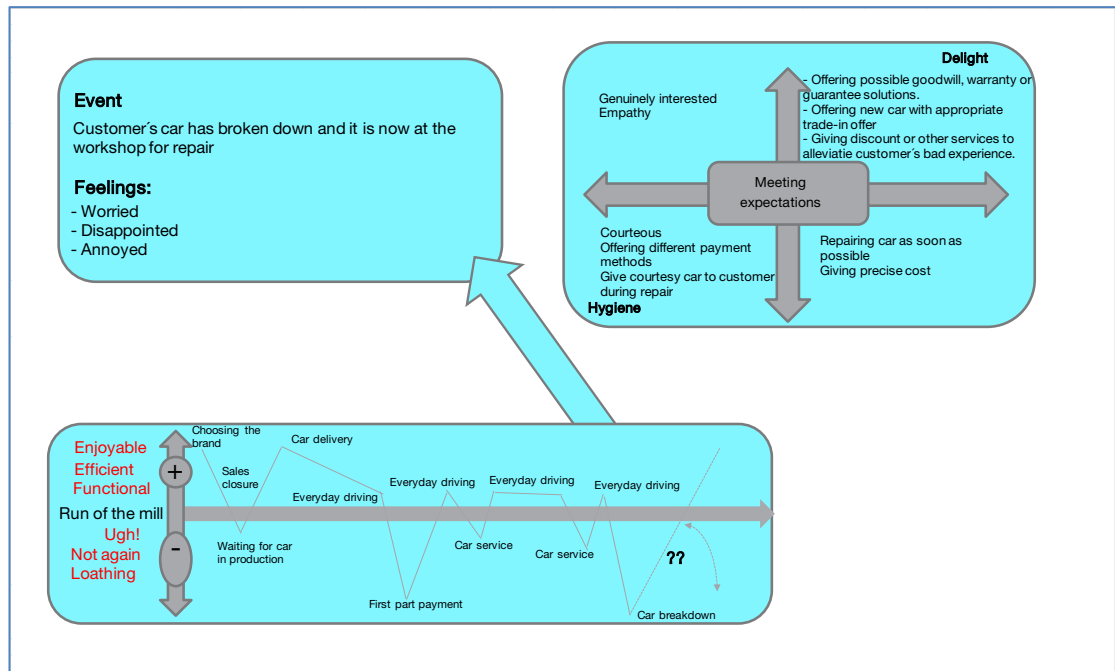 Event
Customer´s car has broken down and it is now at the
workshop for repair
Feelings:
- Worried
- Disappointed
- Annoyed
Delight
Genuinely interested
Empathy
- Offering possible goodwill, warranty or
guarantee solutions.
- Offering new car with appropriate
trade-in offer
- Giving discount or other services to
alleviatie customer´s bad experience.
Meeting
expectations
Courteous
Offering different payment
methods
Give courtesy car to customer
during repair
Hygiene
Repairing car as soon as
possible
Giving precise cost
Enjoyable
Efficient
Functional
Run of the mill
Ugh!
Not again
Loathing
+
-
Choosing the
brand
Sales
closure
Waiting for car
in production
Car delivery
Everyday driving
First part payment
Everyday driving
Car service
Everyday driving
Car service
Everyday driving
Car breakdown
??